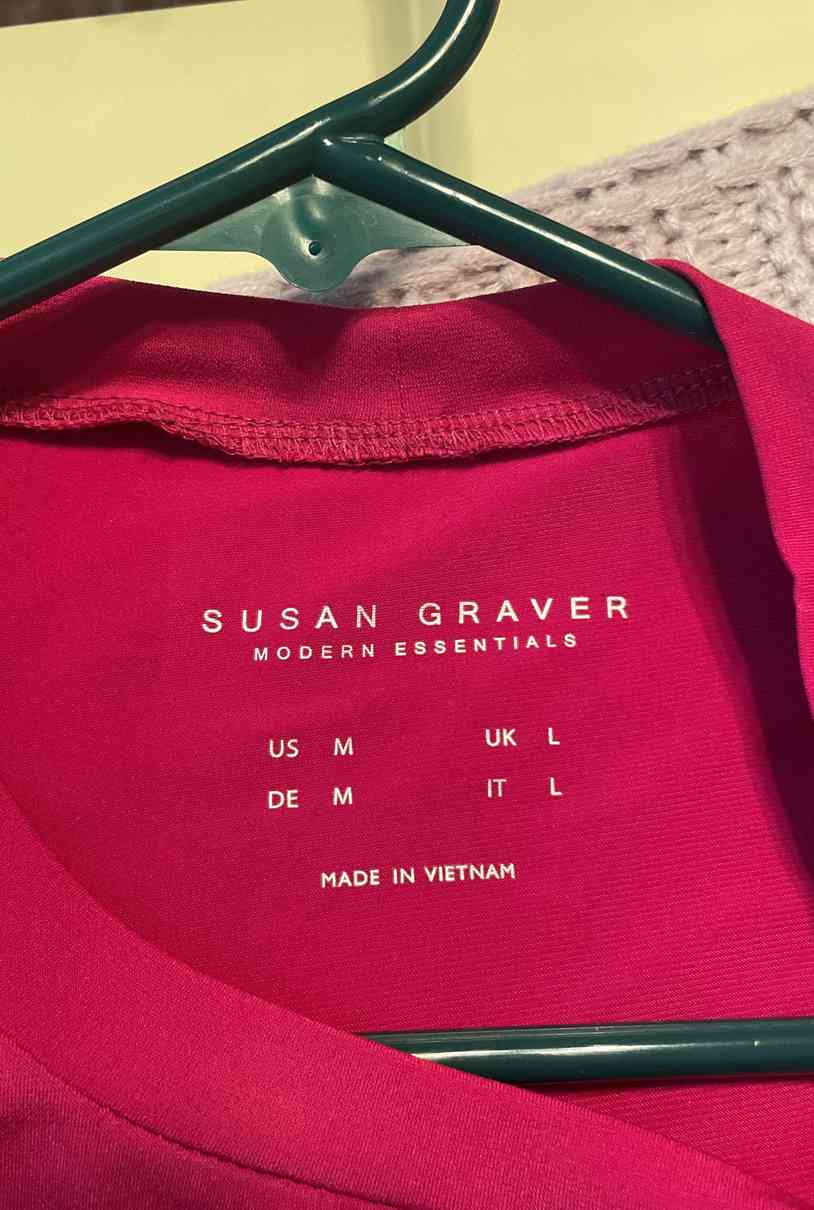 SUSAN GRAVER
MODERN ESSENTIALS
US M UK L
DE M IT L
MADE IN VIETNAM